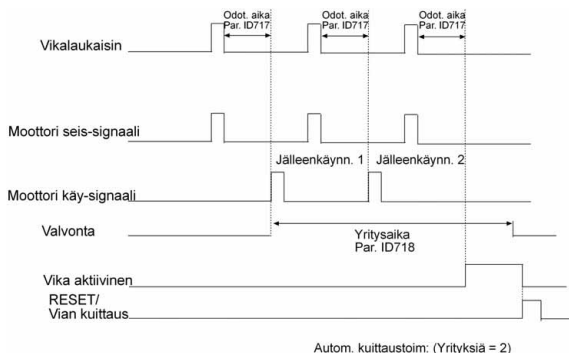 Odot. aika Odot. aika Odot. aika
Par. ID717 Par. ID717 Par. ID717
Vikalaukaisin
Moottori seis-signaali
Jälleenkäynn. 1 Jälleenkäynn. 2
Moottori käy-signaali
Valvonta
Yritysaika
Par. ID718
Vika aktiivinen
RESET/
Vian kuittaus
Autom. kuittaustoim: (Yrityksiä = 2)